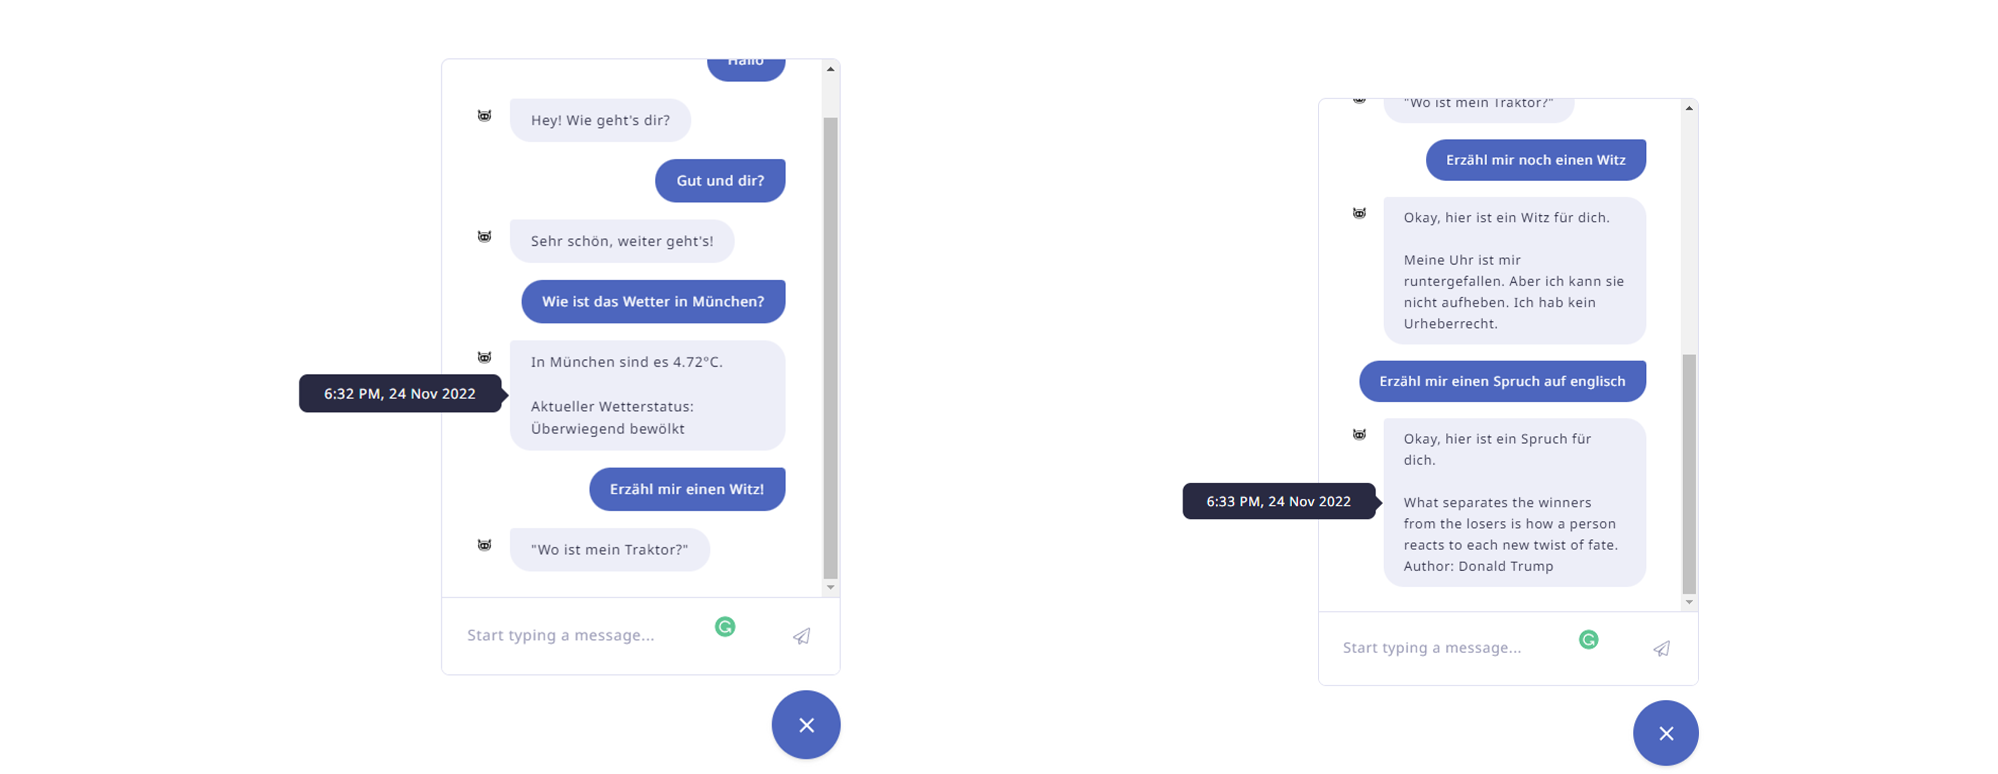 Hallo
Hey! Wie geht's dir?
Gut und dir?
Sehr schön, weiter geht's!
Wie ist das Wetter in München?
In München sind es 4.72°C.
Aktueller Wetterstatus:
Überwiegend bewölkt
6:32 PM, 24 Nov 2022
Erzähl mir einen Witz!
"Wo ist mein Traktor?"
Start typing a message...
"Wo ist mein Traktor?"
Erzähl mir noch einen Witz
Okay, hier ist ein Witz für dich.
Meine Uhr ist mir
runtergefallen. Aber ich kann sie
nicht aufheben. Ich hab kein
Urheberrecht.
Erzähl mir einen Spruch auf englisch
Okay, hier ist ein Spruch für
dich.
What separates the winners
from the losers is how a person
reacts to each new twist of fate.
Author: Donald Trump
6:33 PM, 24 Nov 2022
Start typing a message...